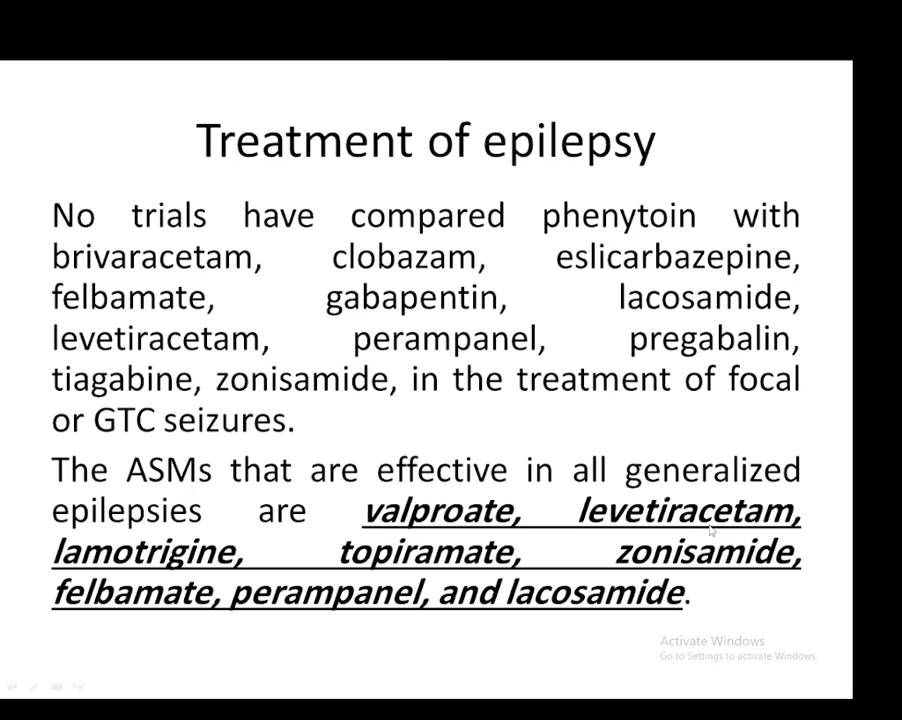 Treatment of epilepsy
No trials have compared phenytoin with
brivaracetam, clobazam, eslicarbazepine,
felbamate, gabapentin, lacosamide,
levetiracetam, perampanel, pregabalin,
tiagabine, zonisamide, in the treatment of focal
or GTC seizures.
The ASMs that are effective in all generalized
epilepsies are valproate, levetiracetam,
lamotrigine, topiramate, zonisamide,
felbamate, perampanel, and lacosamide.
Activate Windows
Go to Settings to activate Windows.